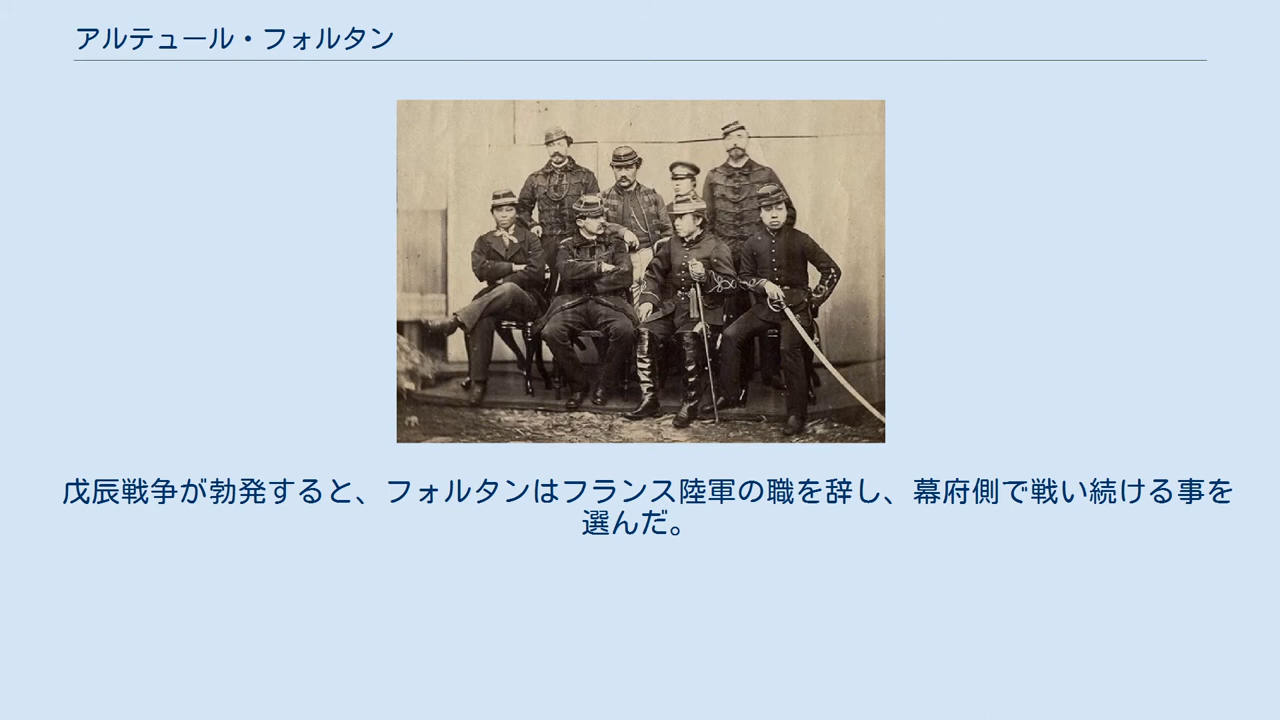 アルテュール・フォルタン
戊辰戦争が勃発すると、フォルタンはフランス陸軍の職を辞し、幕府側で戦い続ける事を
選んだ。